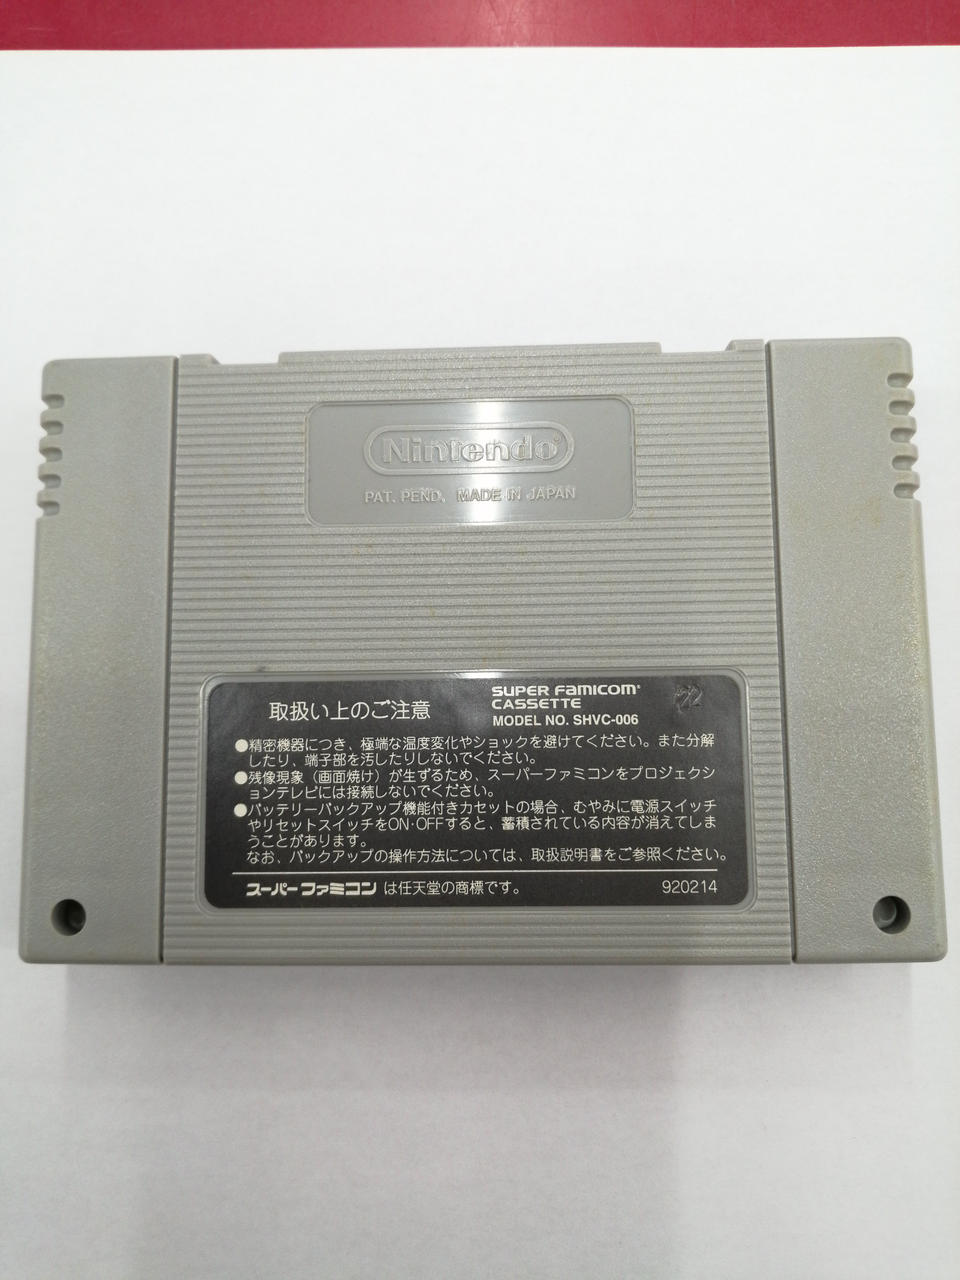 Nintendo®
PAT. PEND. MADE IN JAPAN
取扱い上のご注意
SUPER FAMICOM®
CASSETTE
MODEL NO. SHVC-006
22
●精密機器につき、極端な温度変化やショックを避けてください。また分解
したり、端子部を汚したりしないでください。
●残像現象（画面焼け）が生ずるため、スーパーファミコンをプロジェクシ
ョンテレビには接続しないでください。
●バッテリーバックアップ機能付きカセットの場合、むやみに電源スイッチ
やリセットスイッチをON·OFFすると、蓄積されている内容が消えてしま
うことがあります。
なお、バックアップの操作方法については、取扱説明書をご参照ください。
スーパーファミコン は任天堂の商標です。
920214